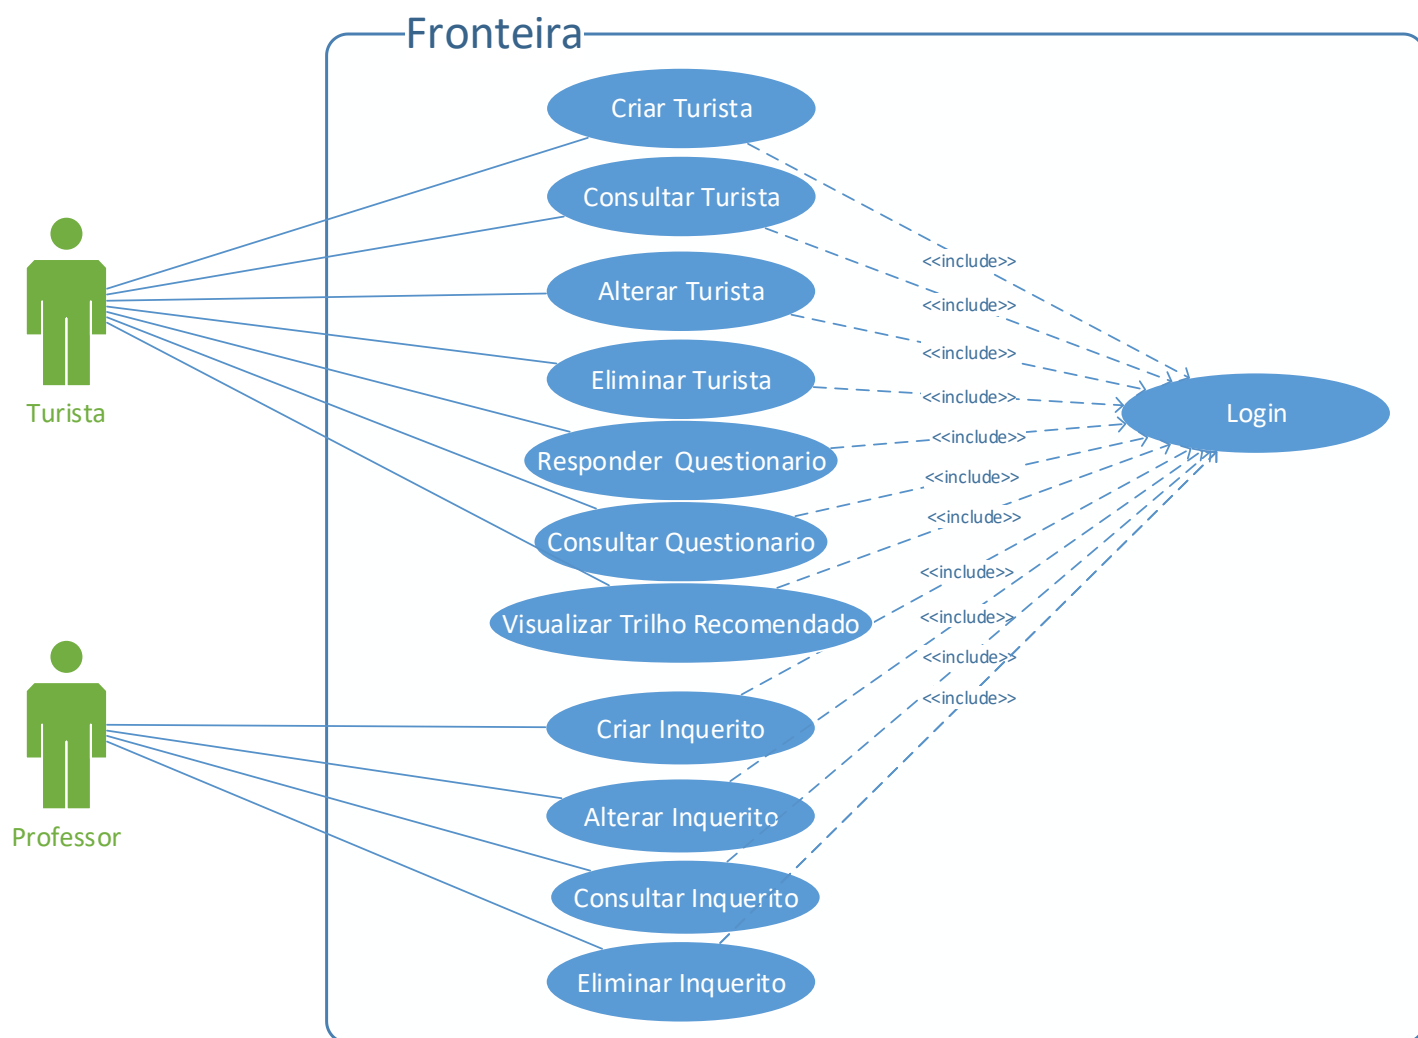 Fronteira
Criar Turista
Consultar Turista
<<include>>
<<include>>
Alterar Turista
<<include>>
Eliminar Turista
<<include>>
Turista
Login
<<include>>
Responder Questionario
<<include>>
<<include>>
Consultar Questionario
<<include>>
Visualizar Trilho Recomendado
<<include>>
<<include>>
<<include>>
Criar Inquerito
Alterar Inquerito
Professor
Consultar Inquerito
Eliminar Inquerito